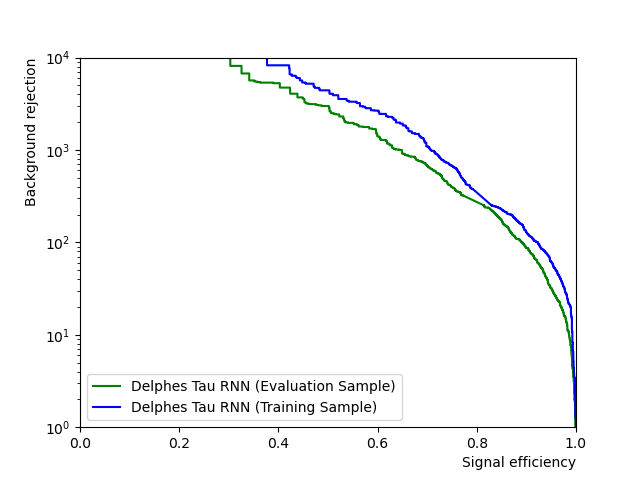 Background rejection
10^4
10^3
10^2
10^1
10^0
Delphes Tau RNN (Evaluation Sample)
Delphes Tau RNN (Training Sample)
0.0 0.2 0.4 0.6 0.8 1.0
Signal efficiency